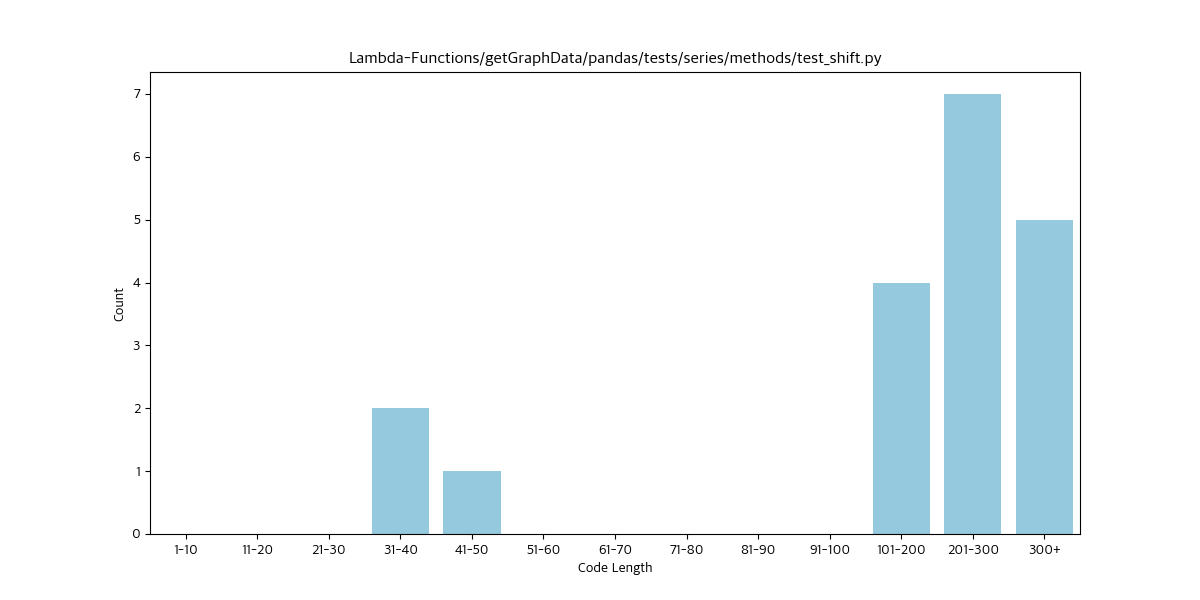 Lambda-Functions/getGraphData/pandas/tests/series/methods/test_shift.py
7
6
5
4
3
2
1
0
Count
1-10 11-20 21-30 31-40 41-50 51-60 61-70 71-80 81-90 91-100 101-200 201-300 300+
Code Length